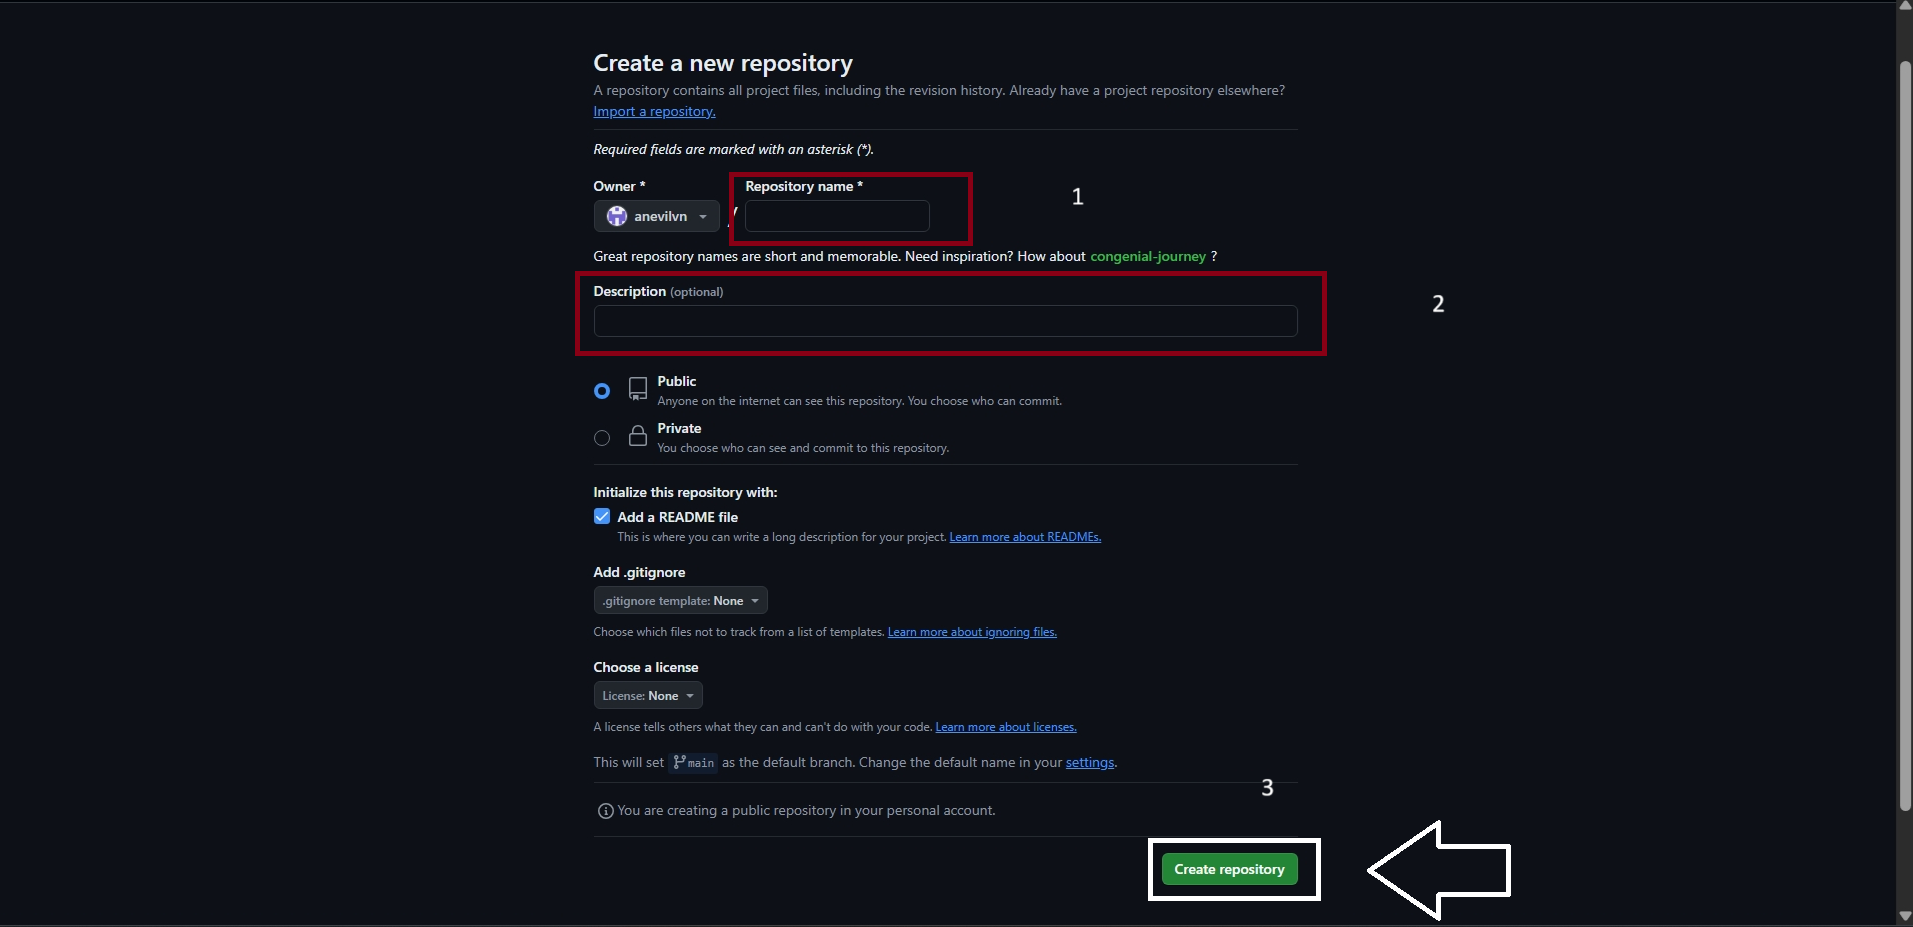 Create a new repository
A repository contains all project files, including the revision history. Already have a project repository elsewhere?
Import a repository.
Required fields are marked with an asterisk (*).
Owner * Repository name * 1
anevilvn /
Great repository names are short and memorable. Need inspiration? How about congenial-journey ?
Description (optional) 2
Public
Anyone on the internet can see this repository. You choose who can commit.
Private
You choose who can see and commit to this repository.
Initialize this repository with:
Add a README file
This is where you can write a long description for your project. Learn more about READMEs.
Add .gitignore
.gitignore template: None
Choose which files not to track from a list of templates. Learn more about ignoring files.
Choose a license
License: None
A license tells others what they can and can't do with your code. Learn more about licenses.
This will set main as the default branch. Change the default name in your settings.
3
You are creating a public repository in your personal account.
Create repository